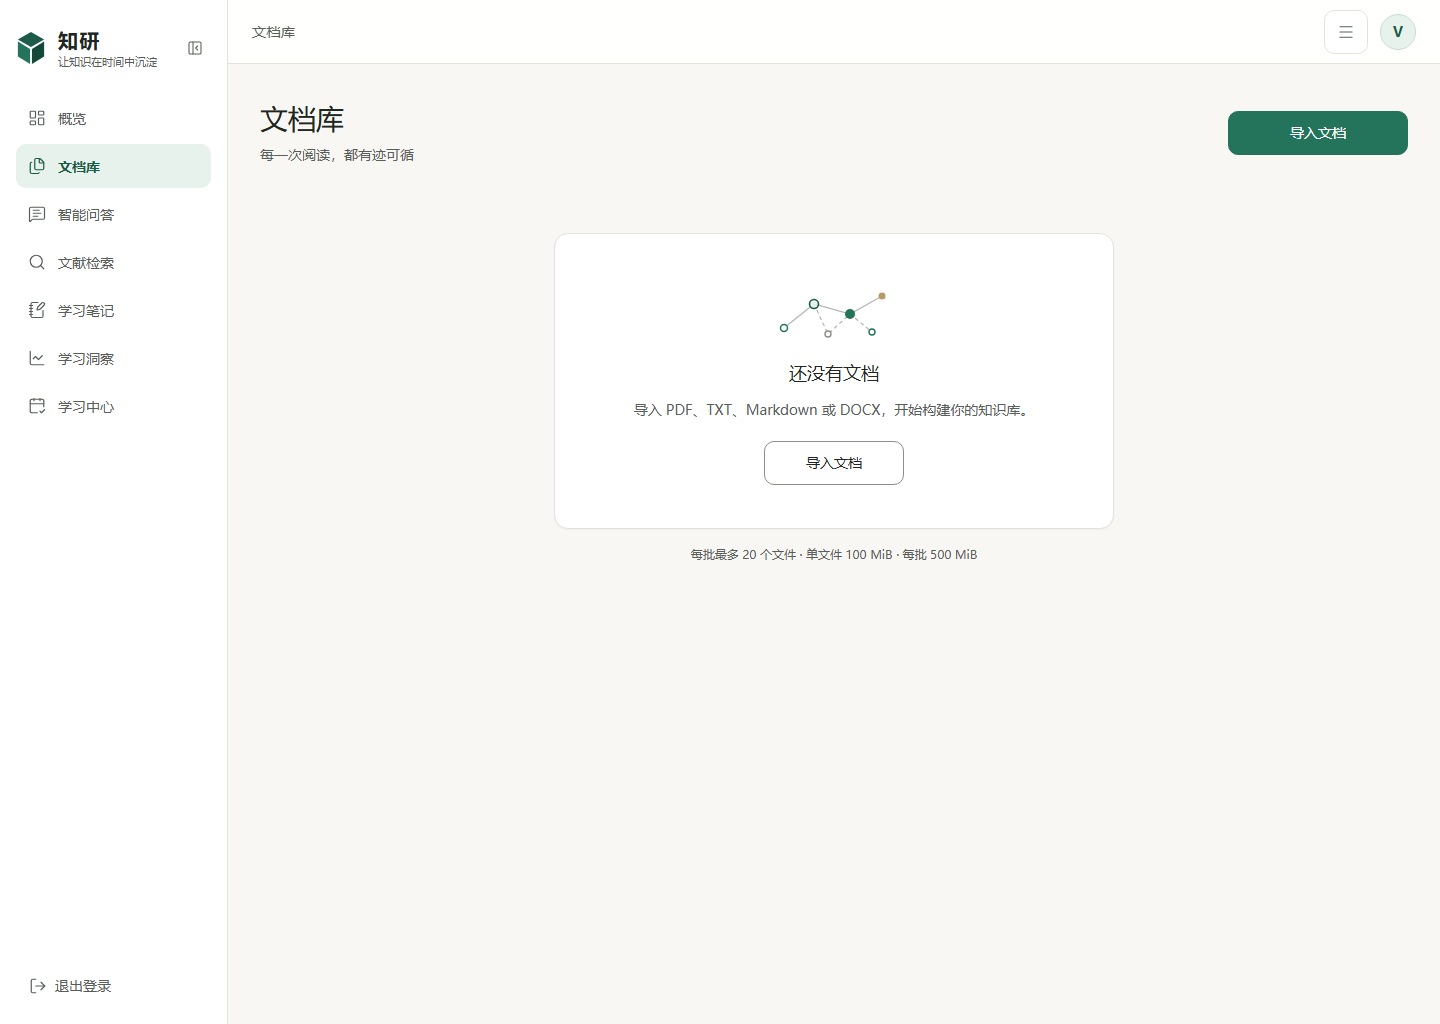 知研
让知识在时间中沉淀
概览
文档库
智能问答
文献检索
学习笔记
学习洞察
学习中心
退出登录
文档库
V
文档库
每一次阅读，都有迹可循
导入文档
还没有文档
导入 PDF、TXT、Markdown 或 DOCX，开始构建你的知识库。
导入文档
每批最多 20 个文件 · 单文件 100 MiB · 每批 500 MiB